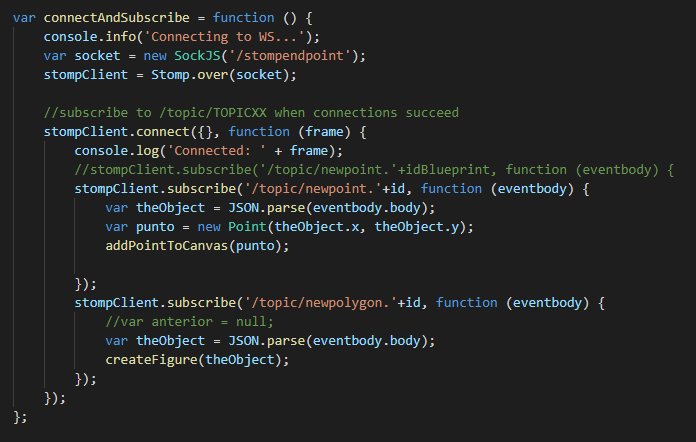 var connectAndSubscribe = function () {
    console.info('Connecting to WS...');
    var socket = new SockJS('/stompendpoint');
    stompClient = Stomp.over(socket);

    //subscribe to /topic/TOPICXX when connections succeed
    stompClient.connect({}, function (frame) {
        console.log('Connected: ' + frame);
        //stompClient.subscribe('/topic/newpoint.'+idBlueprint, function (eventbody) {
        stompClient.subscribe('/topic/newpoint.'+id, function (eventbody) {
            var theObject = JSON.parse(eventbody.body);
            var punto = new Point(theObject.x, theObject.y);
            addPointToCanvas(punto);

        });
        stompClient.subscribe('/topic/newpolygon.'+id, function (eventbody) {
            //var anterior = null;
            var theObject = JSON.parse(eventbody.body);
            createFigure(theObject);
        });
    });
};